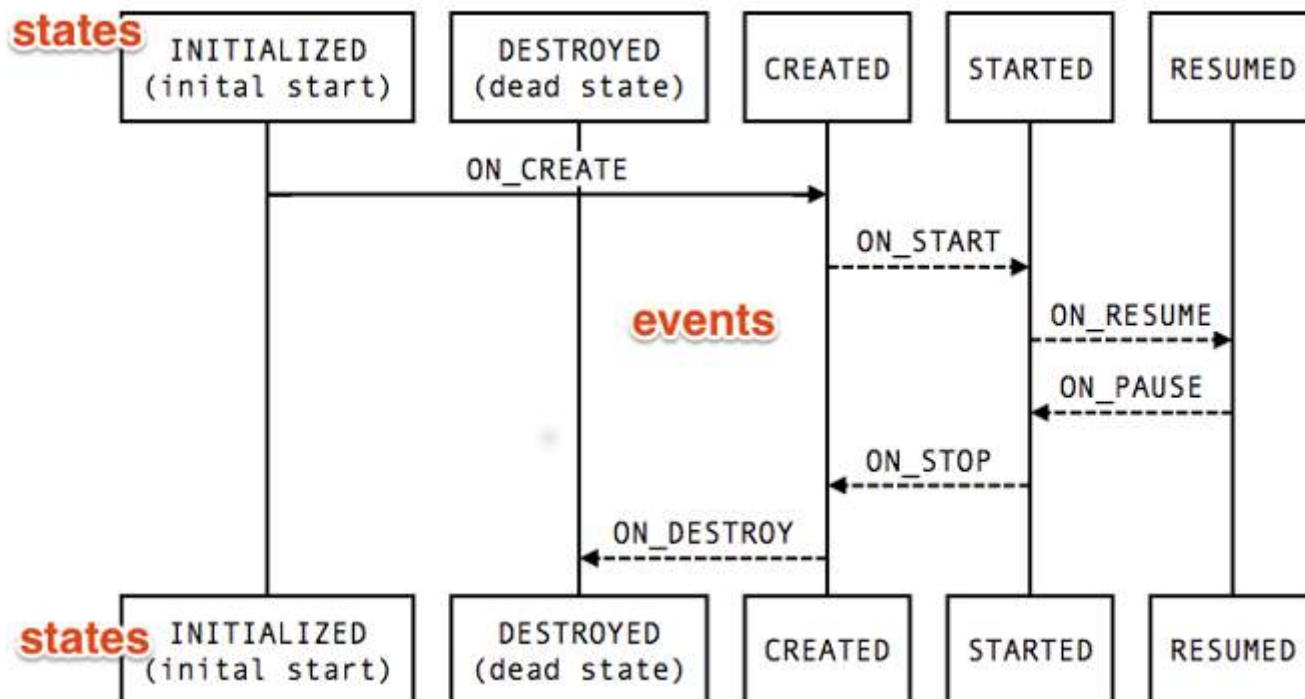 states
INITIALIZED
(inital start)
DESTROYED
(dead state)
CREATED
STARTED
RESUMED
ON_CREATE
ON_START
events
ON_RESUME
ON_PAUSE
ON_STOP
ON_DESTROY
states
INITIALIZED
(inital start)
DESTROYED
(dead state)
CREATED
STARTED
RESUMED